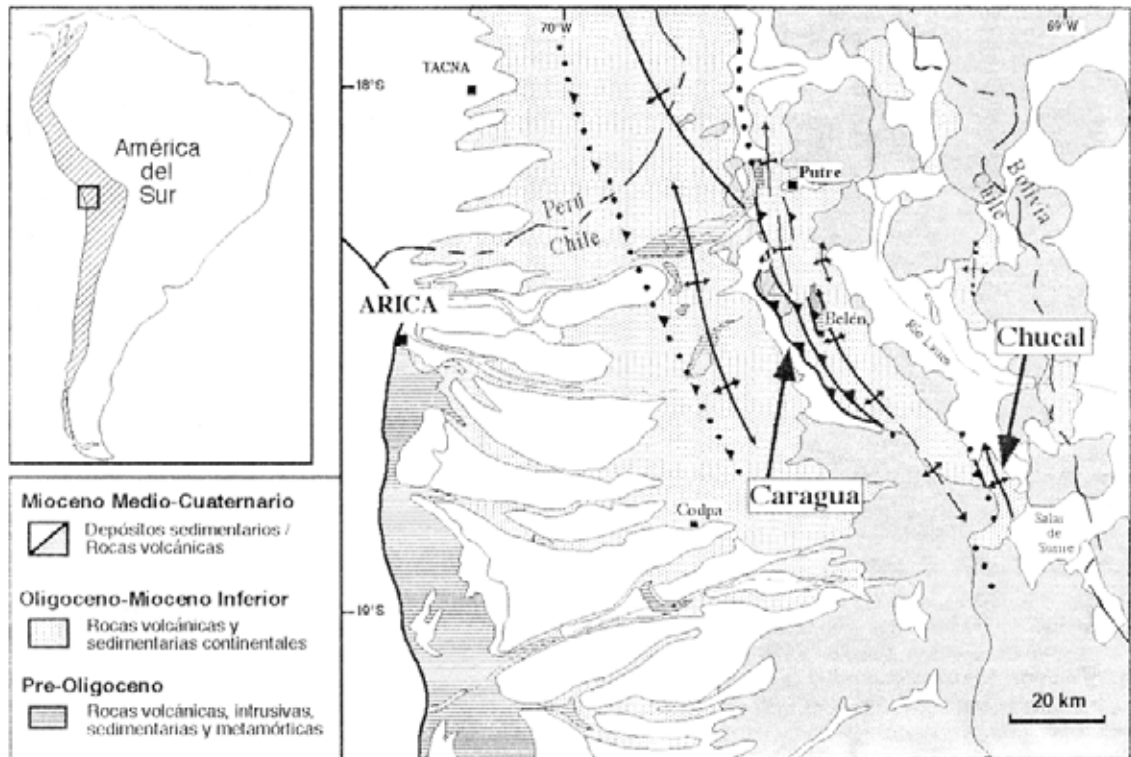 América
del
Sur
Mioceno Medio-Cuaternario
Depósitos sedimentarios /
Rocas volcánicas
Oligoceno-Mioceno Inferior
Rocas volcánicas y
sedimentarias continentales
Pre-Oligoceno
Rocas volcánicas, intrusivas,
sedimentarias y metamórticas
70°W
69°W
18°S
19°S
TACNA
Perú
Chile
ARICA
Putre
Belén
Chile
Bolivia
Río Lauca
Chucal
Caragua
Codpa
Salar
de
Surire
20 km